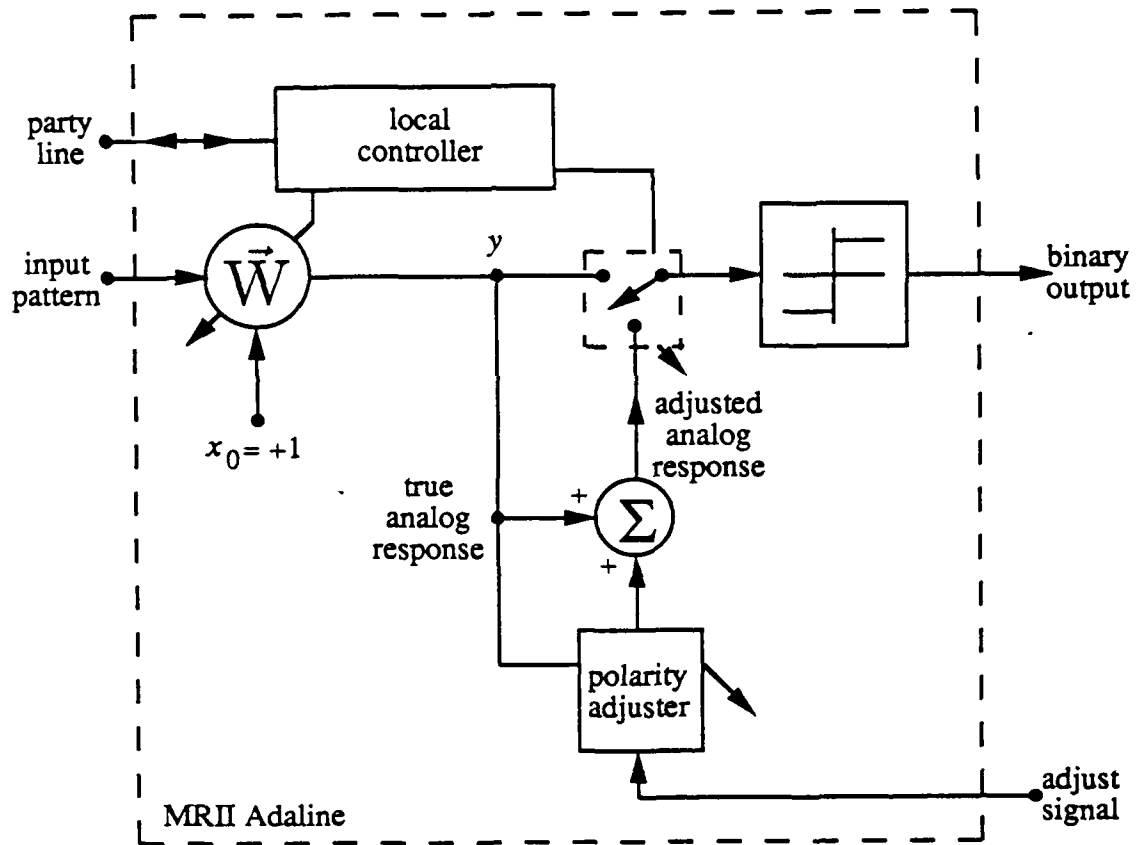 party
line
local
controller
input
pattern
W
y
binary
output
x0 = +1
adjusted
analog
response
true
analog
response
+
Σ
+
polarity
adjuster
adjust
signal
MRII Adaline